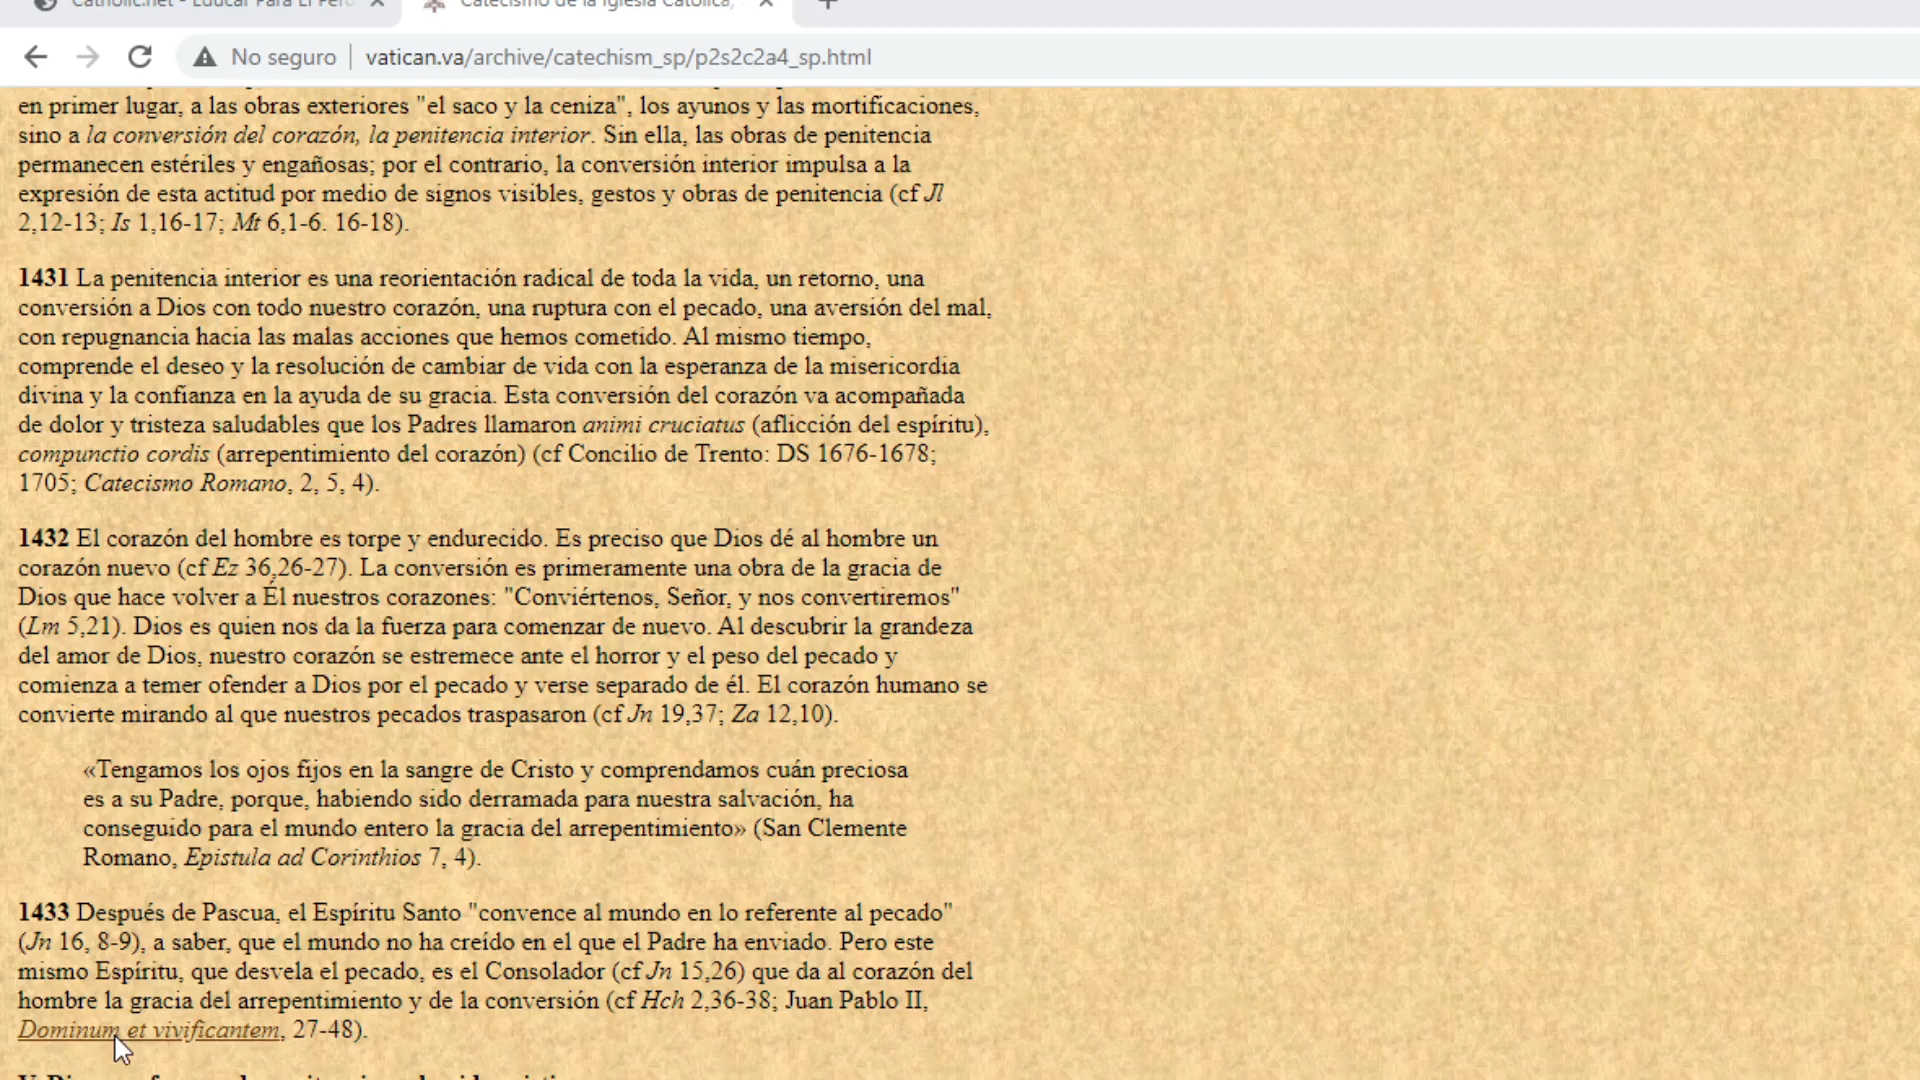 Catholic.net - Educar Para El Perd
Catecismo de la Iglesia Católica,
No seguro
vatican.va/archive/catechism_sp/p2s2c2a4_sp.html
en primer lugar, a las obras exteriores "el saco y la ceniza", los ayunos y las mortificaciones,
sino a la conversión del corazón, la penitencia interior. Sin ella, las obras de penitencia
permanecen estériles y engañosas; por el contrario, la conversión interior impulsa a la
expresión de esta actitud por medio de signos visibles, gestos y obras de penitencia (cf Jl
2,12-13; Is 1,16-17; Mt 6,1-6. 16-18).
1431 La penitencia interior es una reorientación radical de toda la vida, un retorno, una
conversión a Dios con todo nuestro corazón, una ruptura con el pecado, una aversión del mal,
con repugnancia hacia las malas acciones que hemos cometido. Al mismo tiempo,
comprende el deseo y la resolución de cambiar de vida con la esperanza de la misericordia
divina y la confianza en la ayuda de su gracia. Esta conversión del corazón va acompañada
de dolor y tristeza saludables que los Padres llamaron animi cruciatus (aflicción del espíritu),
compunctio cordis (arrepentimiento del corazón) (cf Concilio de Trento: DS 1676-1678;
1705; Catecismo Romano, 2, 5, 4).
1432 El corazón del hombre es torpe y endurecido. Es preciso que Dios dé al hombre un
corazón nuevo (cf Ez 36,26-27). La conversión es primeramente una obra de la gracia de
Dios que hace volver a Él nuestros corazones: "Conviértenos, Señor, y nos convertiremos"
(Lm 5,21). Dios es quien nos da la fuerza para comenzar de nuevo. Al descubrir la grandeza
del amor de Dios, nuestro corazón se estremece ante el horror y el peso del pecado y
comienza a temer ofender a Dios por el pecado y verse separado de él. El corazón humano se
convierte mirando al que nuestros pecados traspasaron (cf Jn 19,37; Za 12,10).
«Tengamos los ojos fijos en la sangre de Cristo y comprendamos cuán preciosa
es a su Padre, porque, habiendo sido derramada para nuestra salvación, ha
conseguido para el mundo entero la gracia del arrepentimiento» (San Clemente
Romano, Epistula ad Corinthios 7, 4).
1433 Después de Pascua, el Espíritu Santo "convence al mundo en lo referente al pecado"
(Jn 16, 8-9), a saber, que el mundo no ha creído en el que el Padre ha enviado. Pero este
mismo Espíritu, que desvela el pecado, es el Consolador (cf Jn 15,26) que da al corazón del
hombre la gracia del arrepentimiento y de la conversión (cf Hch 2,36-38; Juan Pablo II,
Dominum et vivificantem, 27-48).